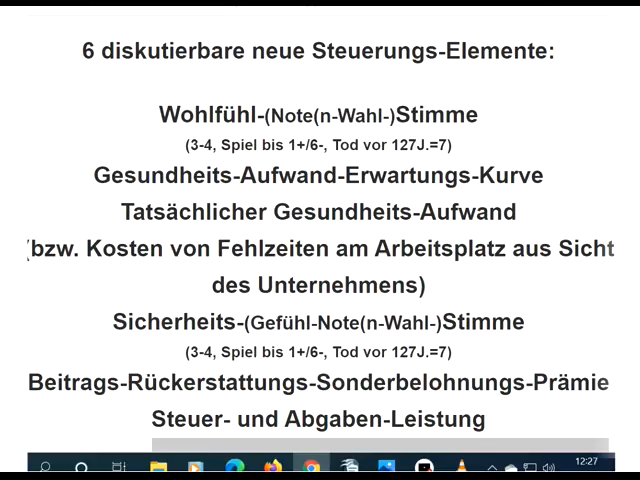 6 diskutierbare neue Steuerungs-Elemente:
Wohlfühl-(Note(n-Wahl-)Stimme
(3-4, Spiel bis 1+/6-, Tod vor 127J.=7)
Gesundheits-Aufwand-Erwartungs-Kurve
Tatsächlicher Gesundheits-Aufwand
(bzw. Kosten von Fehlzeiten am Arbeitsplatz aus Sicht
des Unternehmens)
Sicherheits-(Gefühl-Note(n-Wahl-)Stimme
(3-4, Spiel bis 1+/6-, Tod vor 127J.=7)
Beitrags-Rückerstattungs-Sonderbelohnungs-Prämie
Steuer- und Abgaben-Leistung
12:27